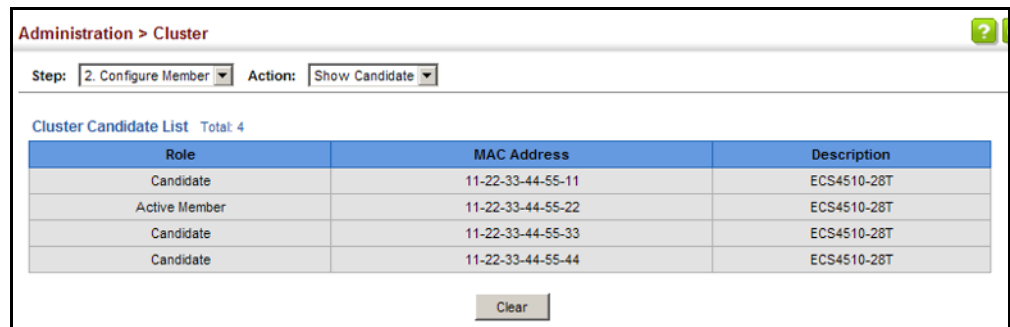 Administration > Cluster
?
Step: 2. Configure Member Action: Show Candidate
Cluster Candidate List Total: 4
Role MAC Address Description
Candidate 11-22-33-44-55-11 ECS4510-28T
Active Member 11-22-33-44-55-22 ECS4510-28T
Candidate 11-22-33-44-55-33 ECS4510-28T
Candidate 11-22-33-44-55-44 ECS4510-28T
Clear